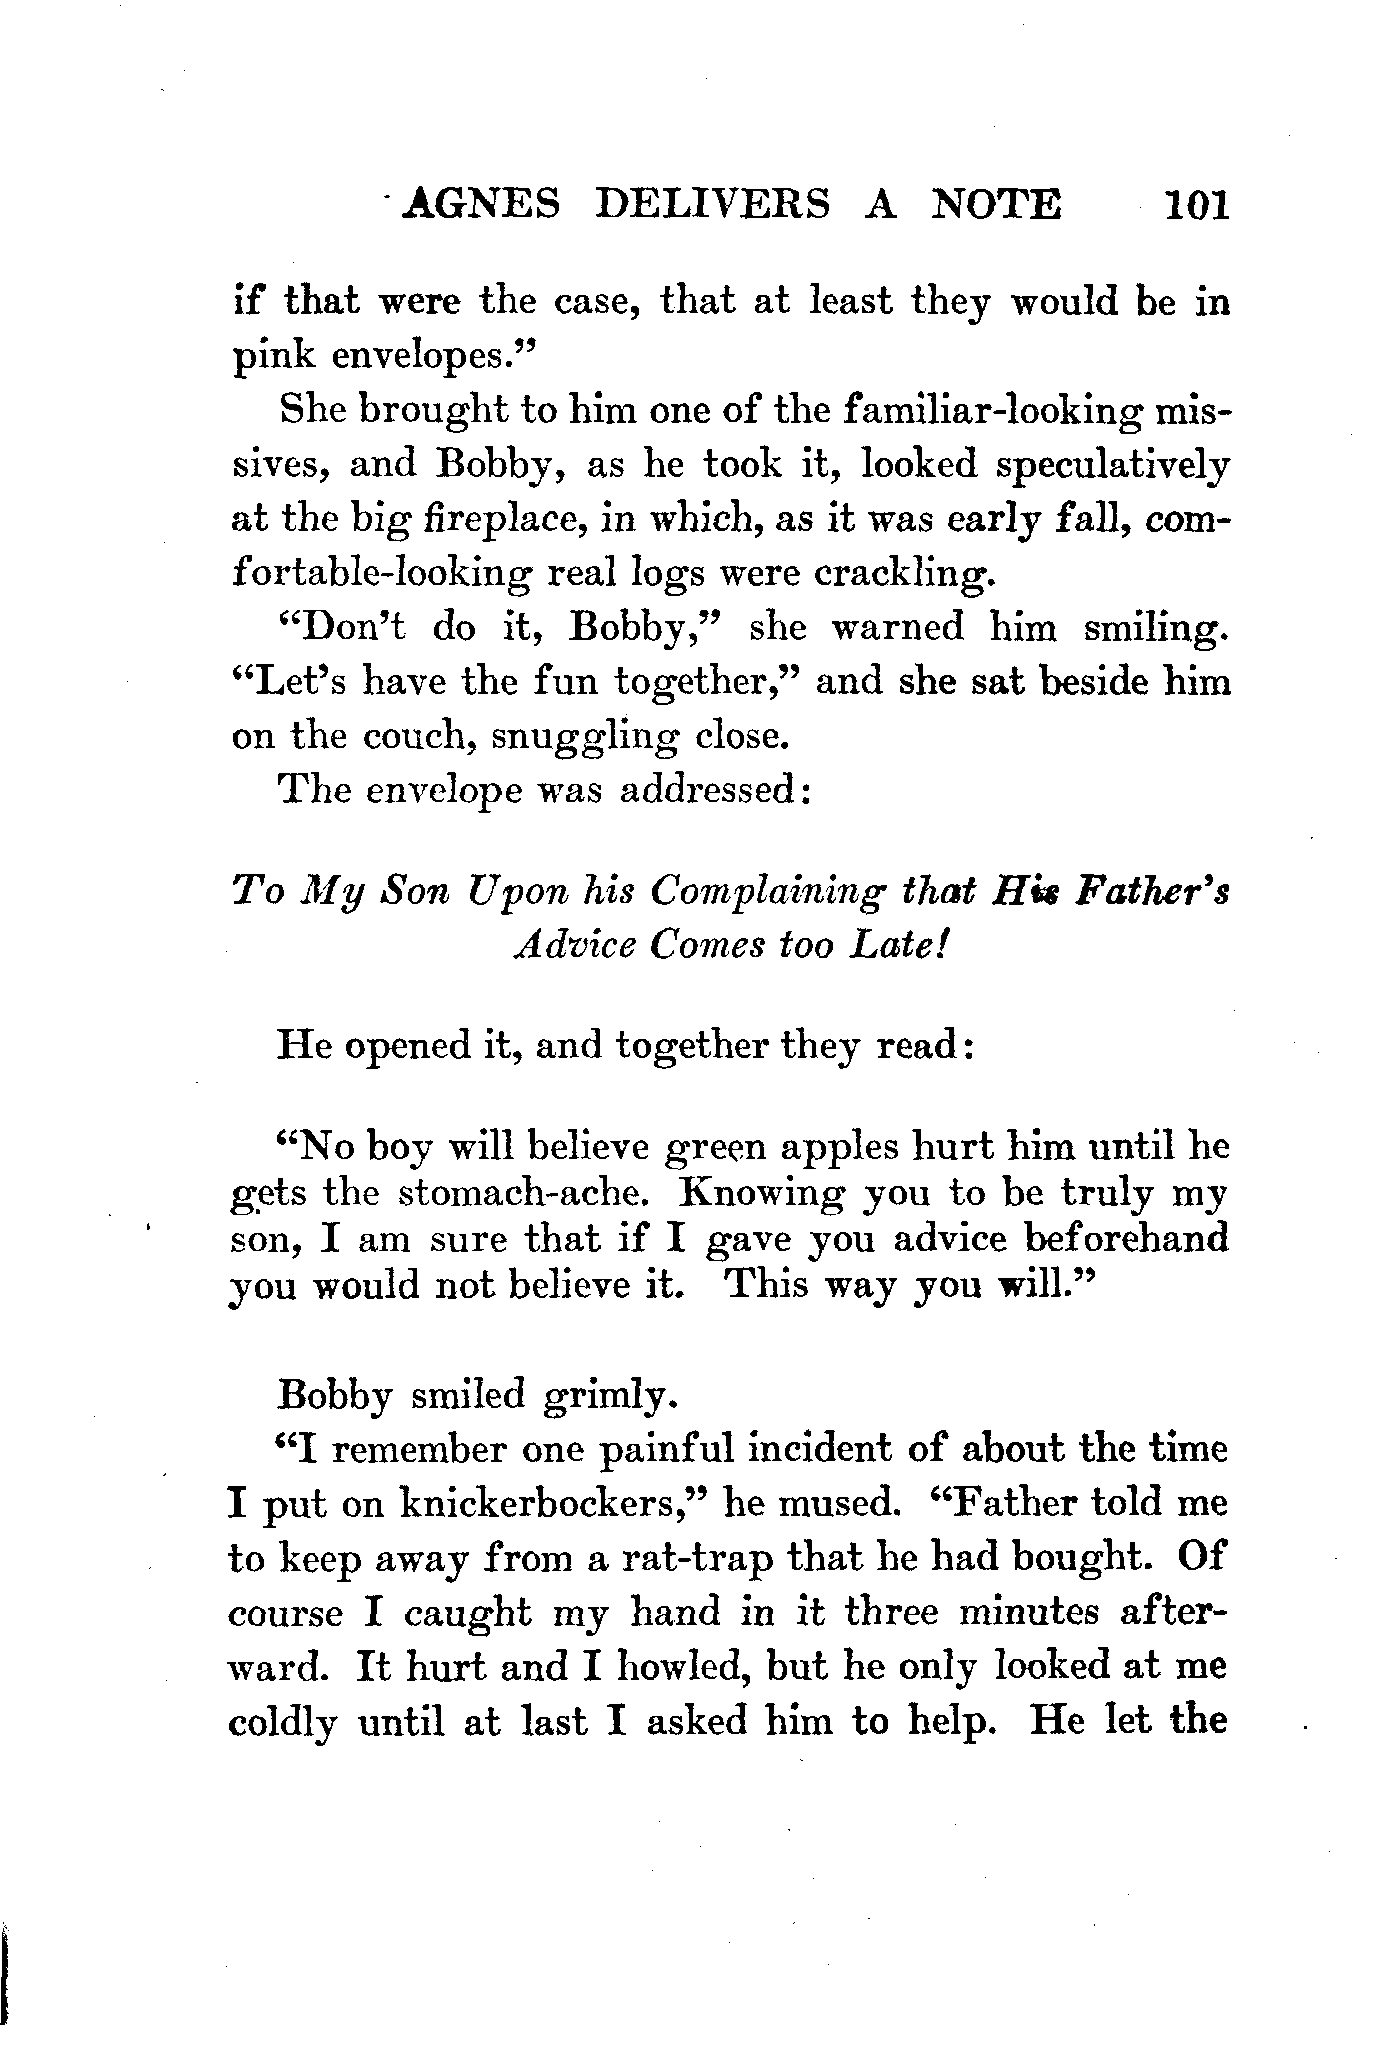 AGNES DELIVERS A NOTE 101
if that were the case, that at least they would be in
pink envelopes."
She brought to him one of the familiar-looking mis-
sives, and Bobby, as he took it, looked speculatively
at the big fireplace, in which, as it was early fall, com-
fortable-looking real logs were crackling.
"Don't do it, Bobby," she warned him smiling.
"Let's have the fun together," and she sat beside him
on the couch, snuggling close.
The envelope was addressed:
To My Son Upon his Complaining that His Father's
Advice Comes too Late!
He opened it, and together they read:
"No boy will believe green apples hurt him until he
gets the stomach-ache. Knowing you to be truly my
son, I am sure that if I gave you advice beforehand
you would not believe it. This way you will."
Bobby smiled grimly.
"I remember one painful incident of about the time
I put on knickerbockers," he mused. "Father told me
to keep away from a rat-trap that he had bought. Of
course I caught my hand in it three minutes after-
ward. It hurt and I howled, but he only looked at me
coldly until at last I asked him to help. He let the